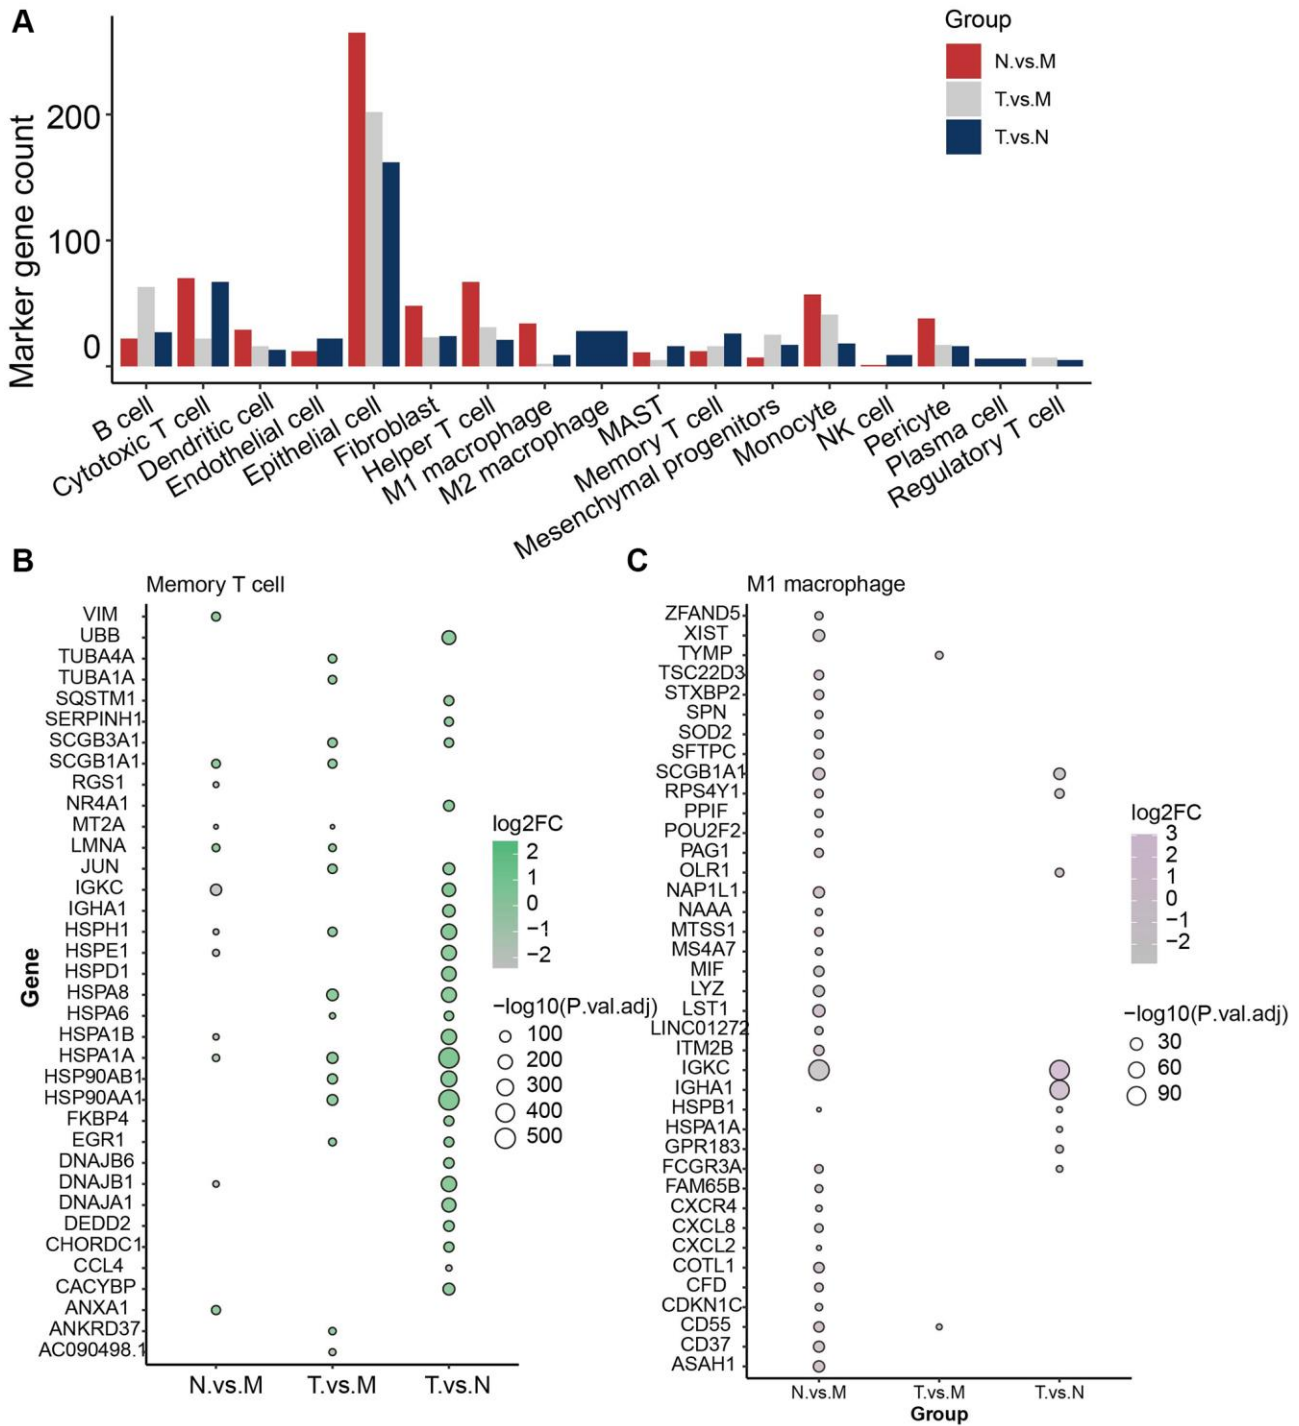 A
Group
N.vs.M
T.vs.M
T.vs.N
Marker gene count
200
100
0
B cell
Cytotoxic T cell
Dendritic cell
Endothelial cell
Epithelial cell
Fibroblast
Helper T cell
M1 macrophage
M2 macrophage
MAST
Memory T cell
Mesenchymal progenitors
Monocyte
NK cell
Pericyte
Plasma cell
Regulatory T cell
B
Memory T cell
Gene
VIM
UBB
TUBA4A
TUBA1A
SQSTM1
SERPINH1
SCGB3A1
SCGB1A1
RGS1
NR4A1
MT2A
LMNA
JUN
IGKC
IGHA1
HSPH1
HSPE1
HSPD1
HSPA8
HSPA6
HSPA1B
HSPA1A
HSP90AB1
HSP90AA1
FKBP4
EGR1
DNAJB6
DNAJB1
DNAJA1
DEDD2
CHORDC1
CCL4
CACYBP
ANXA1
ANKRD37
AC090498.1
N.vs.M
T.vs.M
T.vs.N
log2FC
2
1
0
−1
−2
−log10(P.val.adj)
100
200
300
400
500
C
M1 macrophage
ZFAND5
XIST
TYMP
TSC22D3
STXBP2
SPN
SOD2
SFTPC
SCGB1A1
RPS4Y1
PPIF
POU2F2
PAG1
OLR1
NAP1L1
NAAA
MTSS1
MS4A7
MIF
LYZ
LST1
LINC01272
ITM2B
IGKC
IGHA1
HSPB1
HSPA1A
GPR183
FCGR3A
FAM65B
CXCR4
CXCL8
CXCL2
COTL1
CFD
CDKN1C
CD55
CD37
ASAH1
N.vs.M
T.vs.M
T.vs.N
Group
log2FC
3
2
1
0
−1
−2
−log10(P.val.adj)
30
60
90